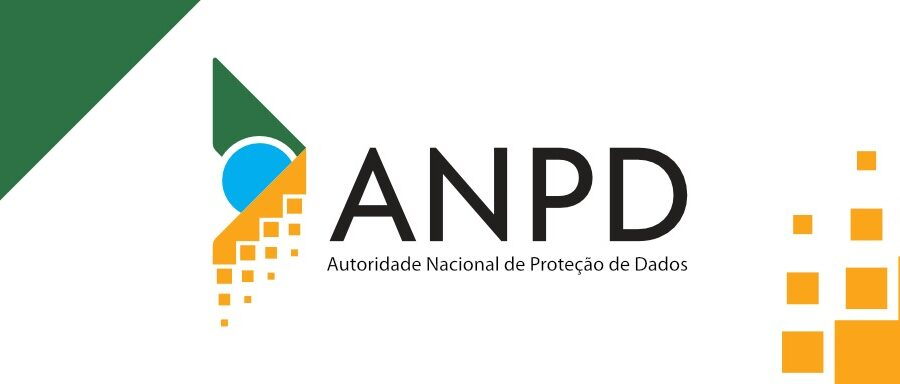 ANPD
Autoridade Nacional de Proteção de Dados